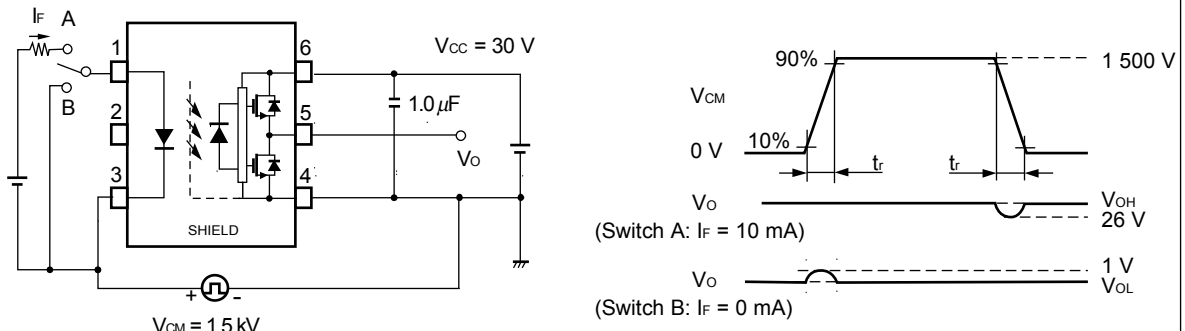 IF A
B
1
2
3
6
5
4
SHIELD
VCC = 30 V
1.0 μF
VO
+ -
VCM = 1.5 kV
90%
1 500 V
VCM
10%
0 V
tr tr
VO
VOH
26 V
(Switch A: IF = 10 mA)
1 V
VO
VOL
(Switch B: IF = 0 mA)